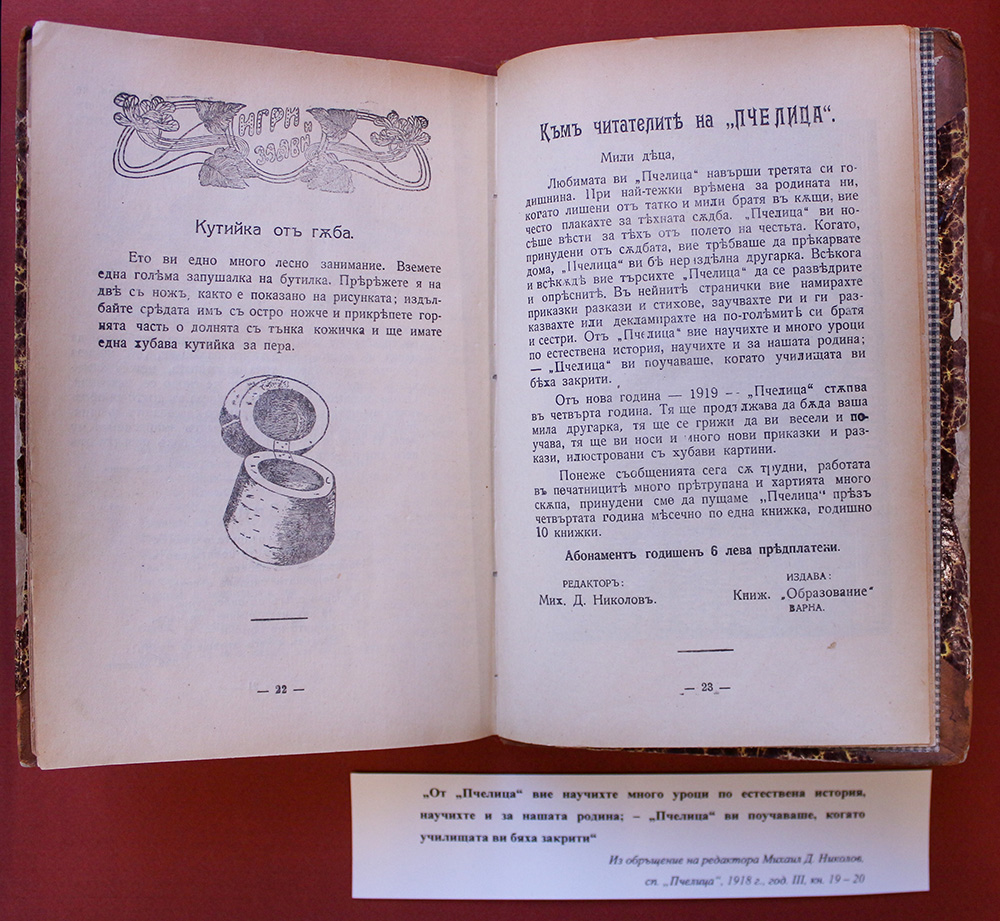 ИГРИ
и
ЗАБАВИ
Кутийка отъ гѫба.
Ето ви едно много лесно занимание. Вземете
една голѣма запушалка на бутилка. Прѣрѣжете я на
двѣ съ ножъ, както е показано на рисунката; издъл-
байте срѣдата имъ съ остро ножче и прикрѣпете гор-
нята часть о долнята съ тънка кожичка и ще имате
една хубава кутийка за пера.
— 22 —
Къмъ читателитѣ на „ПЧЕЛИЦА“.
Мили дѣца,
Любимата ви „Пчелица“ навърши третята си го-
дишнина. При най-тежки врѣмена за родината ни,
когато лишени отъ татко и мили братя въ кѫщи, вие
често плакахте за тѣхната сѫдба. „Пчелица“ ви но-
сѣше вѣсти за тѣхъ отъ полето на честьта. Когато,
принудени отъ сѫдбата, вие трѣбваше да прѣкарвате
дома, „Пчелица“ ви бѣ нераздѣлна другарка. Всѣкога
и всѣкждѣ вие търсихте „Пчелица“ да се развѣдрите
и опрѣснитѣ. Въ нейнитѣ странички вие намирахте
приказки разкази и стихове, заучвахте ги и ги раз-
казвахте или декламирахте на по-голѣмитѣ си братя
и сестри. Отъ „Пчелица“ вие научихте и много уроци
по естествена история, научихте и за нашата родина;
— „Пчелица“ ви поучаваше, когато училищата ви
бѣха закрити.
Отъ нова година — 1919 — „Пчелица“ стѫпва
въ четвърта година. Тя ще продължава да бѫда ваша
мила другарка, тя ще се грижи да ви весели и по-
учава, тя ще ви носи и много нови приказки и раз-
кази, илюстровани съ хубави картини.
Понеже съобщенията сега сѫ трудни, работата
въ печатницитѣ много прѣтрупана и хартията много
скѫпа, принудени сме да пущаме „Пчелица“ прѣзъ
четвъртата година мѣсечно по една книжка, годишно
10 книжки.
Абонаментъ годишенъ 6 лева прѣдплатени.
РЕДАКТОРЪ:
Мих. Д. Николовъ.
ИЗДАВА:
Книж. „Образование“
ВАРНА.
— 23 —
„От „Пчелица“ вие научихте много уроци по естествена история,
научихте и за нашата родина; – „Пчелица“ ви поучаваше, когато
училищата ви бяха закрити“
Из обръщение на редактора Михаил Д. Николов,
сп. „Пчелица“, 1918 г., год. III, кн. 19 – 20